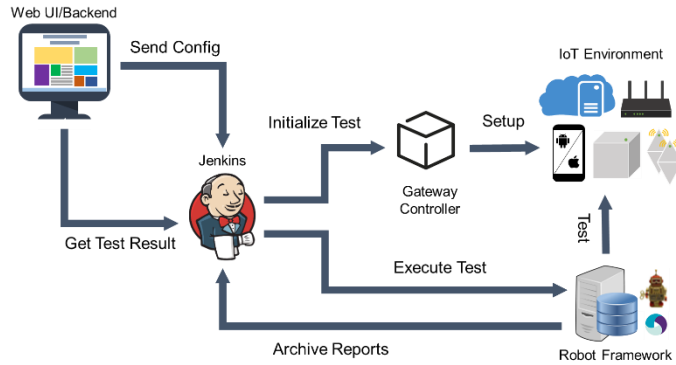 Web UI/Backend
Send Config
IoT Environment
Initialize Test
Setup
Jenkins
Gateway
Controller
Get Test Result
Test
Execute Test
Archive Reports
Robot Framework